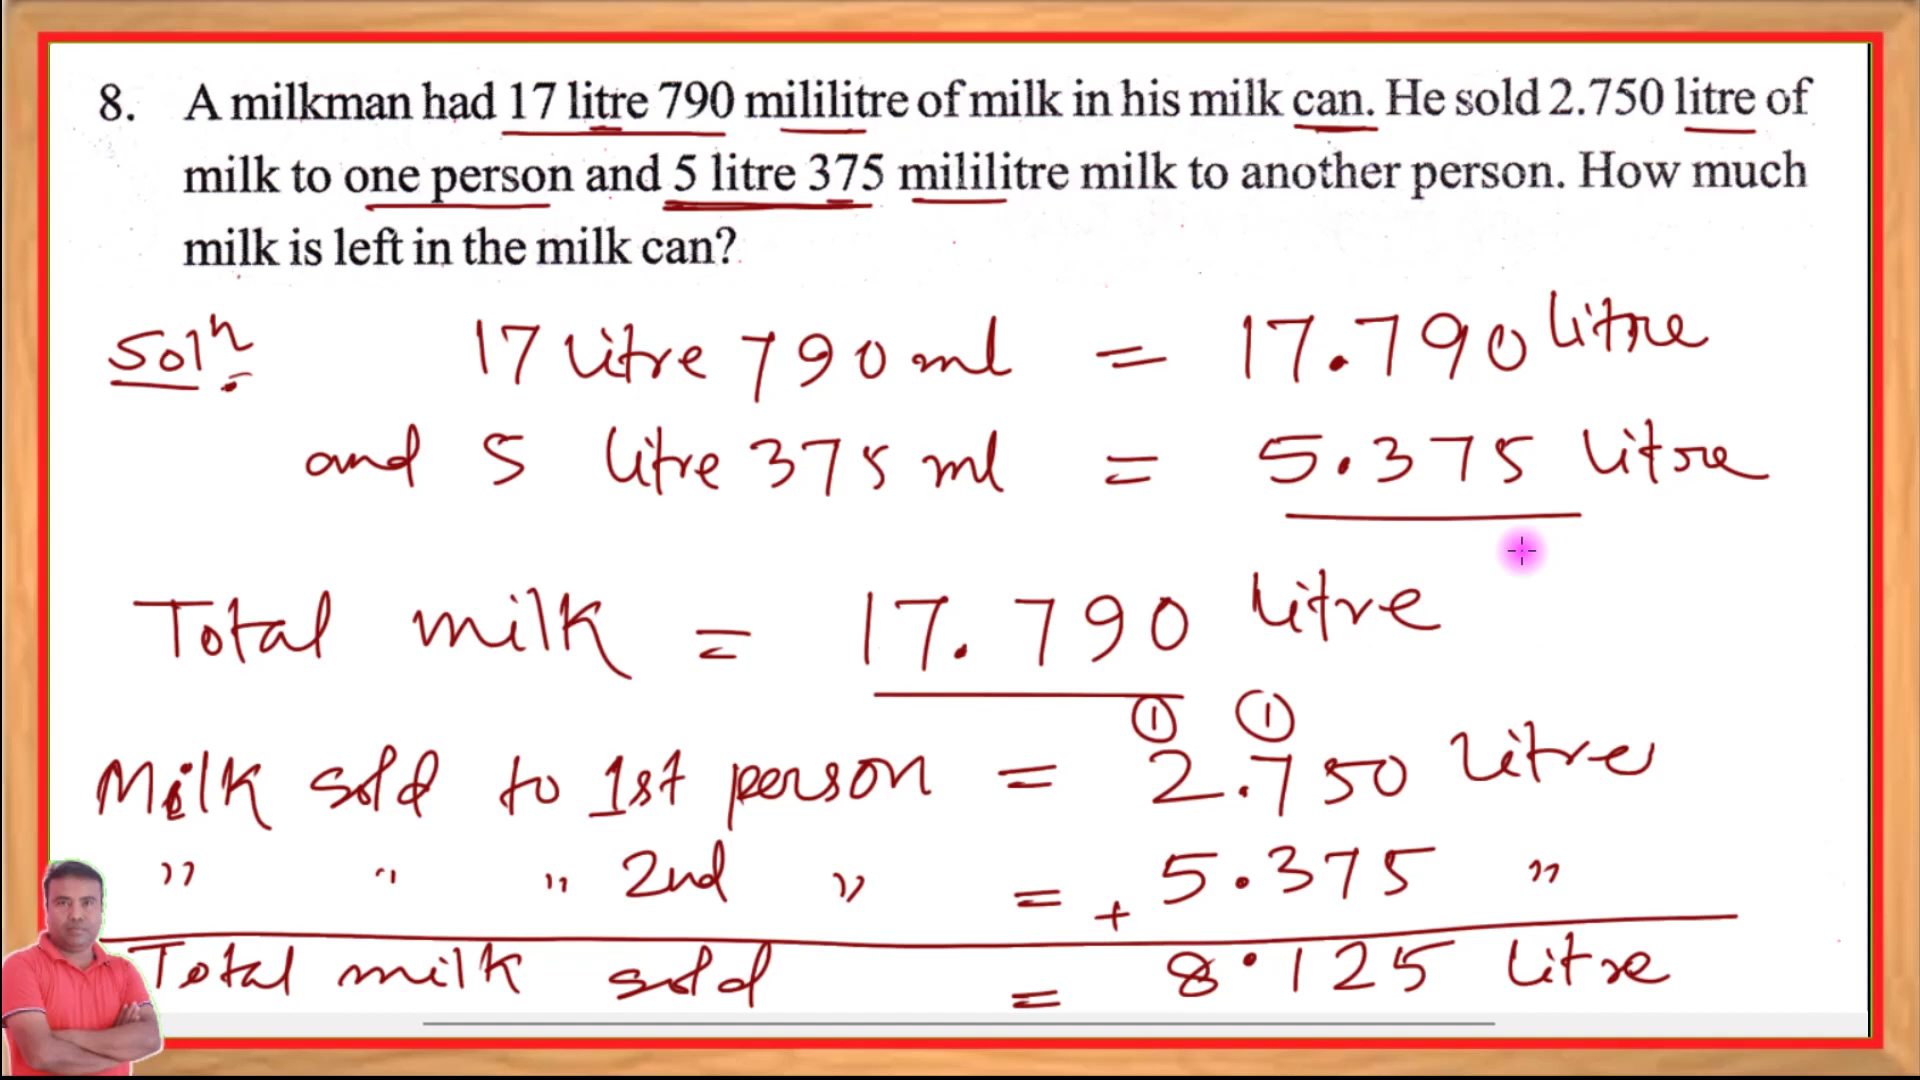 8. A milkman had 17 litre 790 mililitre of milk in his milk can. He sold 2.750 litre of
milk to one person and 5 litre 375 mililitre milk to another person. How much
milk is left in the milk can?
Solⁿ. 17 litre 790 ml = 17.790 litre
and 5 litre 375 ml = 5.375 litre
Total milk = 17.790 litre
① ①
Milk sold to 1st person = 2.750 litre
" " " 2nd " = + 5.375 "
Total milk sold = 8.125 litre